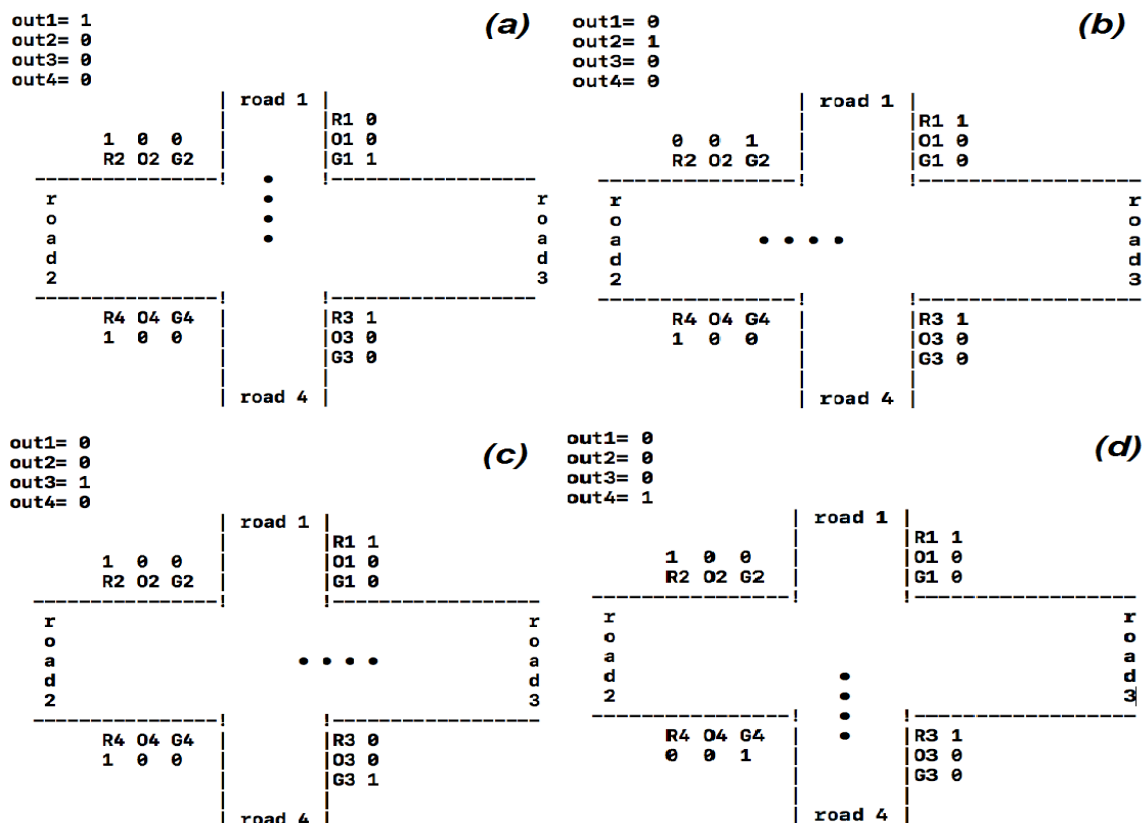 (a)
out1= 1
out2= 0
out3= 0
out4= 0
| road 1 |
R1 0
1 0 0 O1 0
R2 O2 G2 G1 1
----------------! !------------------
r r
o o
a a
d d
2 3
----------------! !------------------
R4 O4 G4 R3 1
1 0 0 O3 0
G3 0
| road 4 |
(b)
out1= 0
out2= 1
out3= 0
out4= 0
| road 1 |
R1 1
0 0 1 O1 0
R2 O2 G2 G1 0
----------------! !------------------
r r
o o
a a
d d
2 3
----------------! !------------------
R4 O4 G4 R3 1
1 0 0 O3 0
G3 0
| road 4 |
(c)
out1= 0
out2= 0
out3= 1
out4= 0
| road 1 |
R1 1
1 0 0 O1 0
R2 O2 G2 G1 0
----------------! !------------------
r r
o o
a a
d d
2 3
----------------! !------------------
R4 O4 G4 R3 0
1 0 0 O3 0
G3 1
| road 4 |
(d)
out1= 0
out2= 0
out3= 0
out4= 1
| road 1 |
R1 1
1 0 0 O1 0
R2 O2 G2 G1 0
----------------! !------------------
r r
o o
a a
d d
2 3
----------------! !------------------
R4 O4 G4 R3 1
0 0 1 O3 0
G3 0
| road 4 |